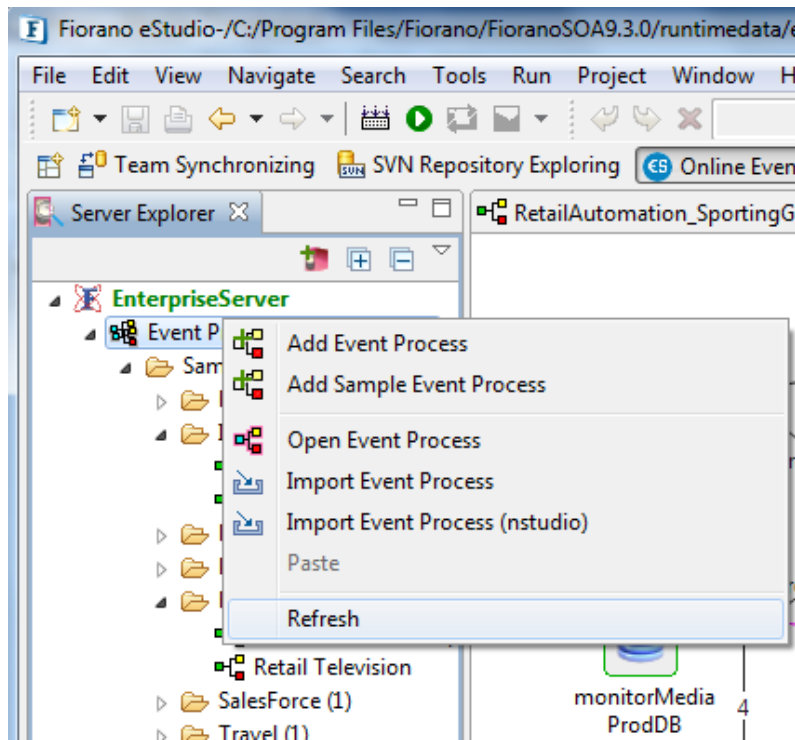 Fiorano eStudio-/C:/Program Files/Fiorano/FioranoSOA9.3.0/runtimedata/e
File Edit View Navigate Search Tools Run Project Window H
Team Synchronizing SVN Repository Exploring Online Even
Server Explorer
RetailAutomation_SportingG
EnterpriseServer
Event P
Sam
Add Event Process
Add Sample Event Process
Open Event Process
Import Event Process
Import Event Process (nstudio)
Paste
Refresh
Retail Television
SalesForce (1)
Travel (1)
monitorMedia
ProdDB
4